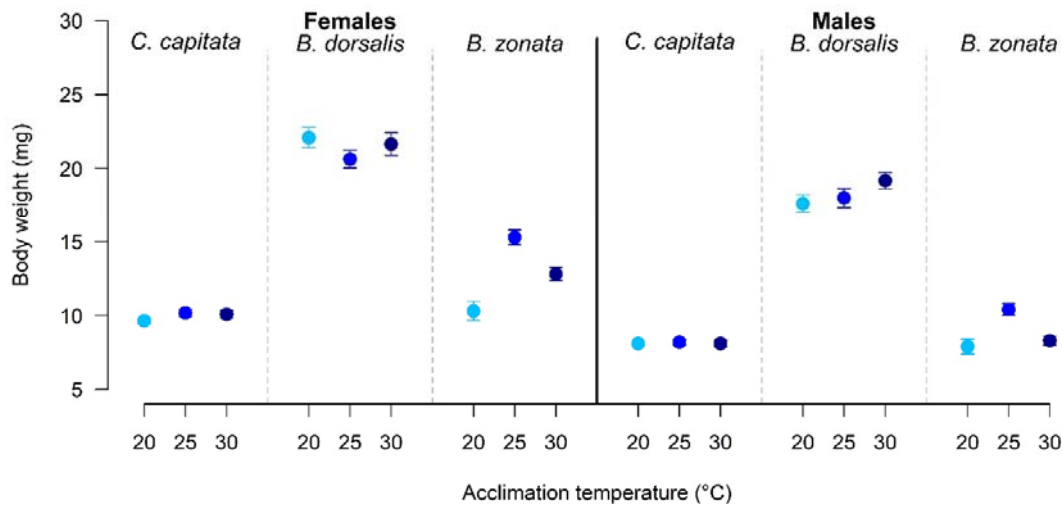 Females
Males
C. capitata
B. dorsalis
B. zonata
C. capitata
B. dorsalis
B. zonata
Body weight (mg)
30
25
20
15
10
5
20 25 30 20 25 30 20 25 30 20 25 30 20 25 30 20 25 30
Acclimation temperature (°C)